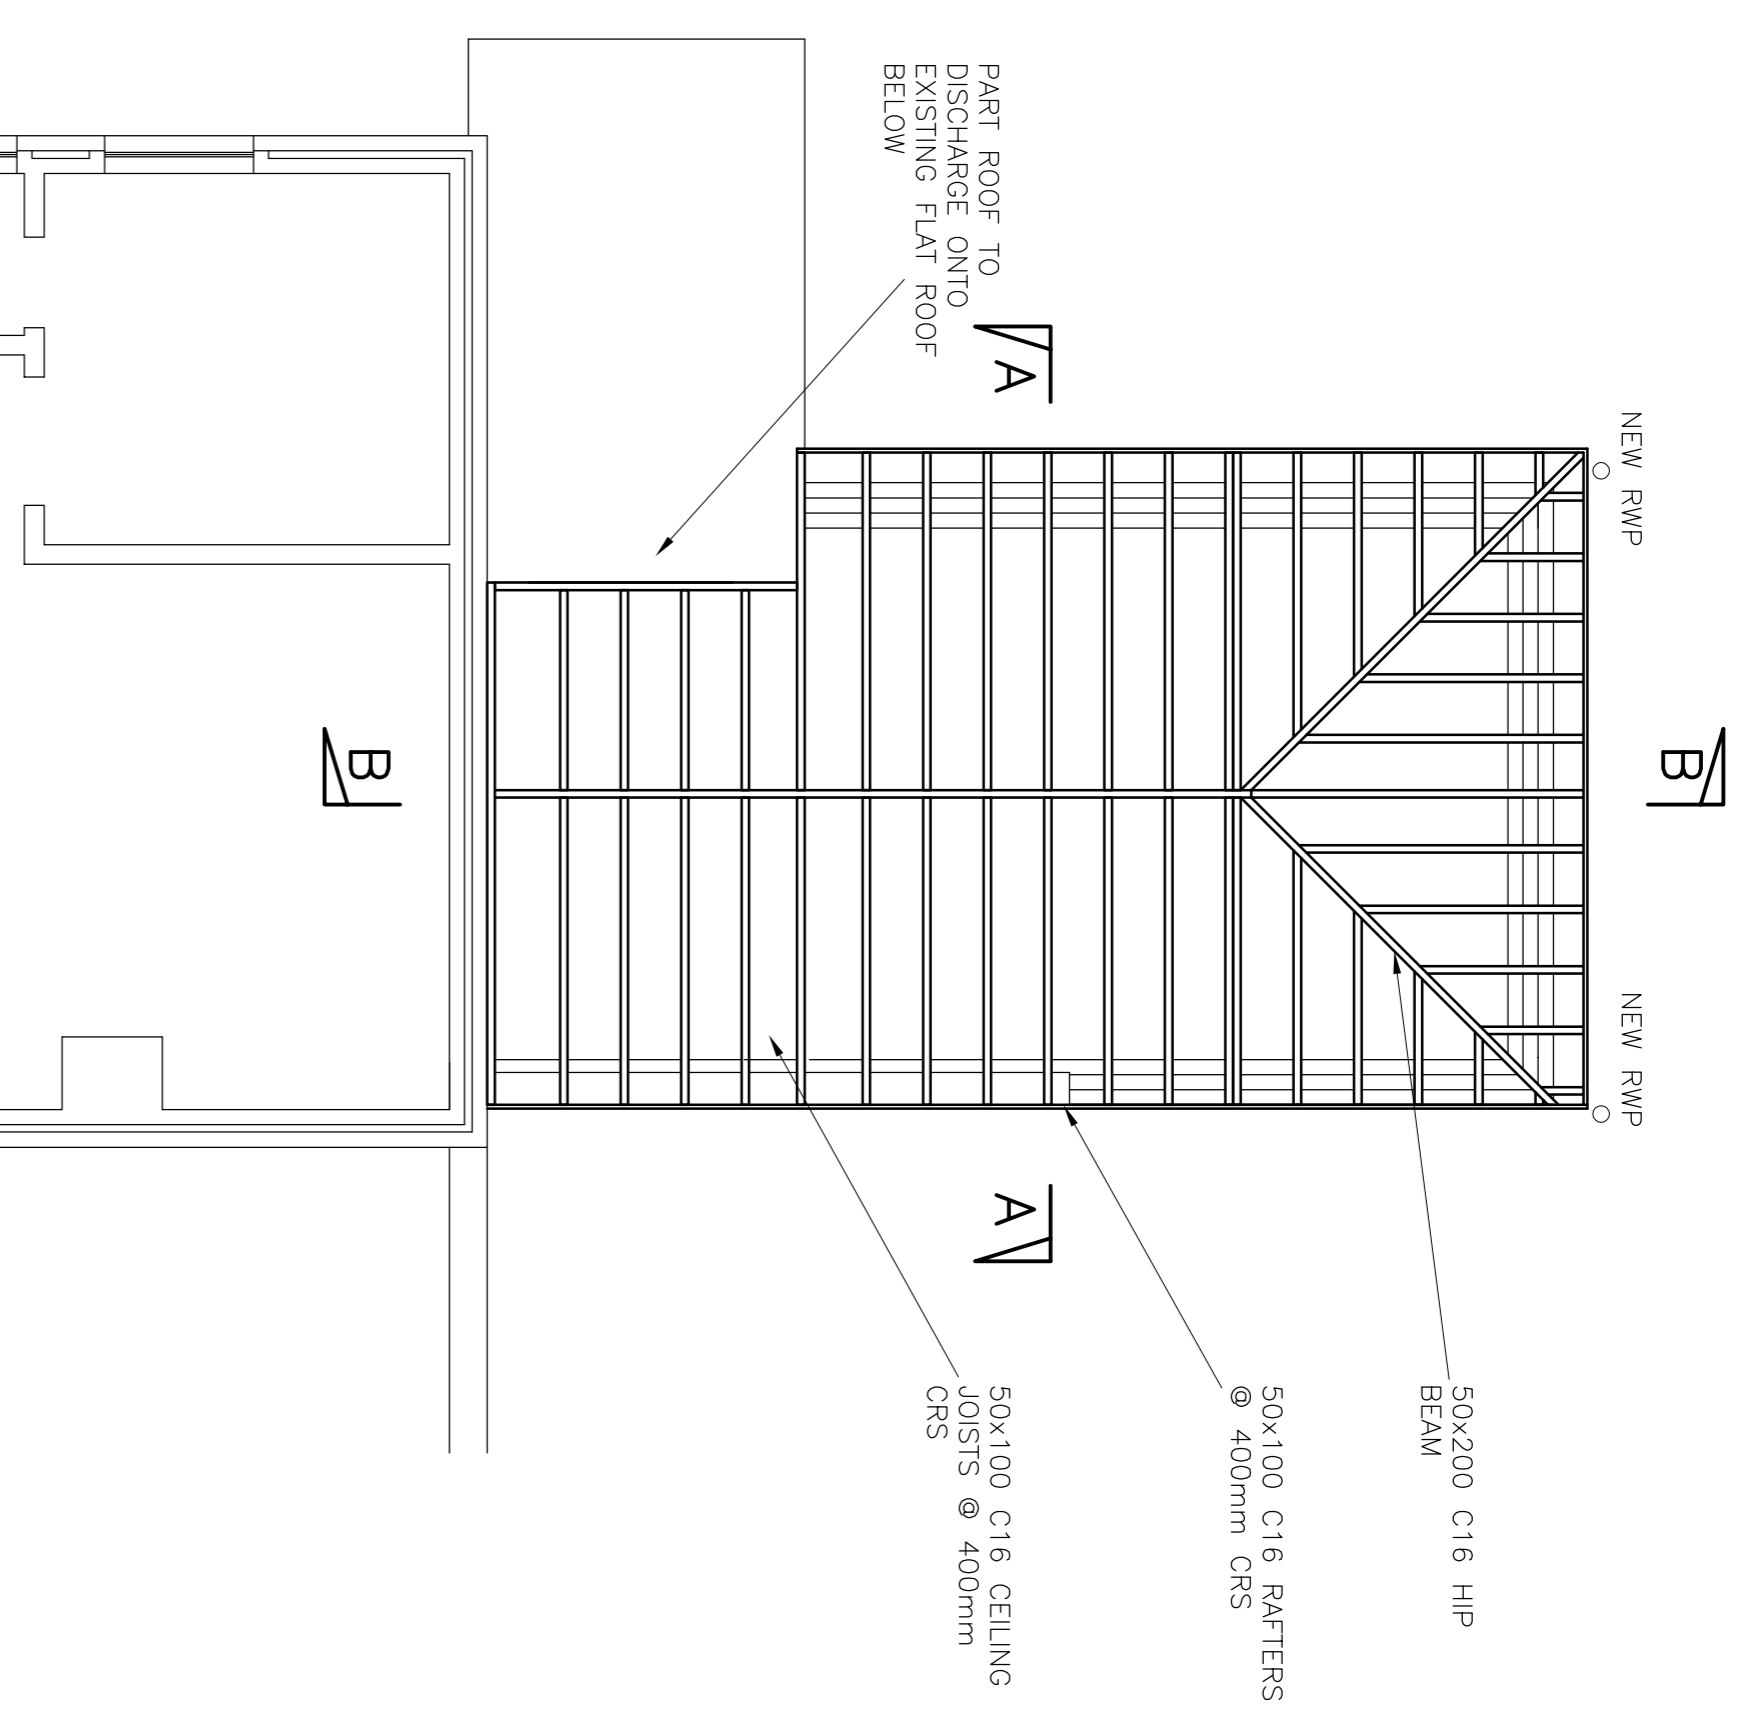 NEW RWP
NEW RWP
B
B
A
A
PART ROOF TO
DISCHARGE ONTO
EXISTING FLAT ROOF
BELOW
50x200 C16 HIP
BEAM
50x100 C16 RAFTERS
@ 400mm CRS
50x100 C16 CEILING
JOISTS @ 400mm
CRS